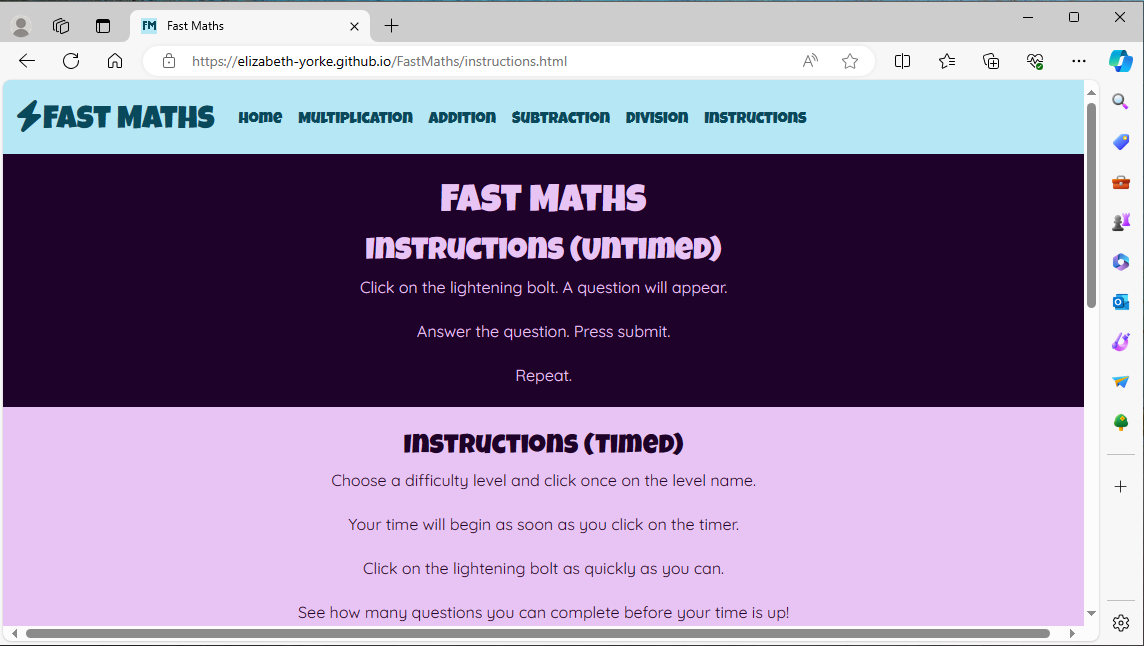 FM Fast Maths
https://elizabeth-yorke.github.io/FastMaths/instructions.html
FAST MATHS Home Multiplication Addition Subtraction Division Instructions
FAST MATHS
Instructions (Untimed)
Click on the lightening bolt. A question will appear.
Answer the question. Press submit.
Repeat.
Instructions (Timed)
Choose a difficulty level and click once on the level name.
Your time will begin as soon as you click on the timer.
Click on the lightening bolt as quickly as you can.
See how many questions you can complete before your time is up!